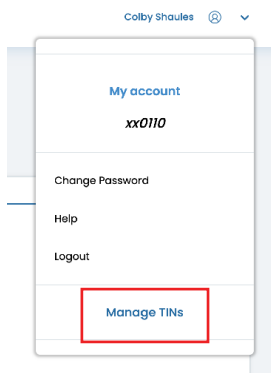 Colby Shaules
My account
xx0110
Change Password
Help
Logout
Manage TINs